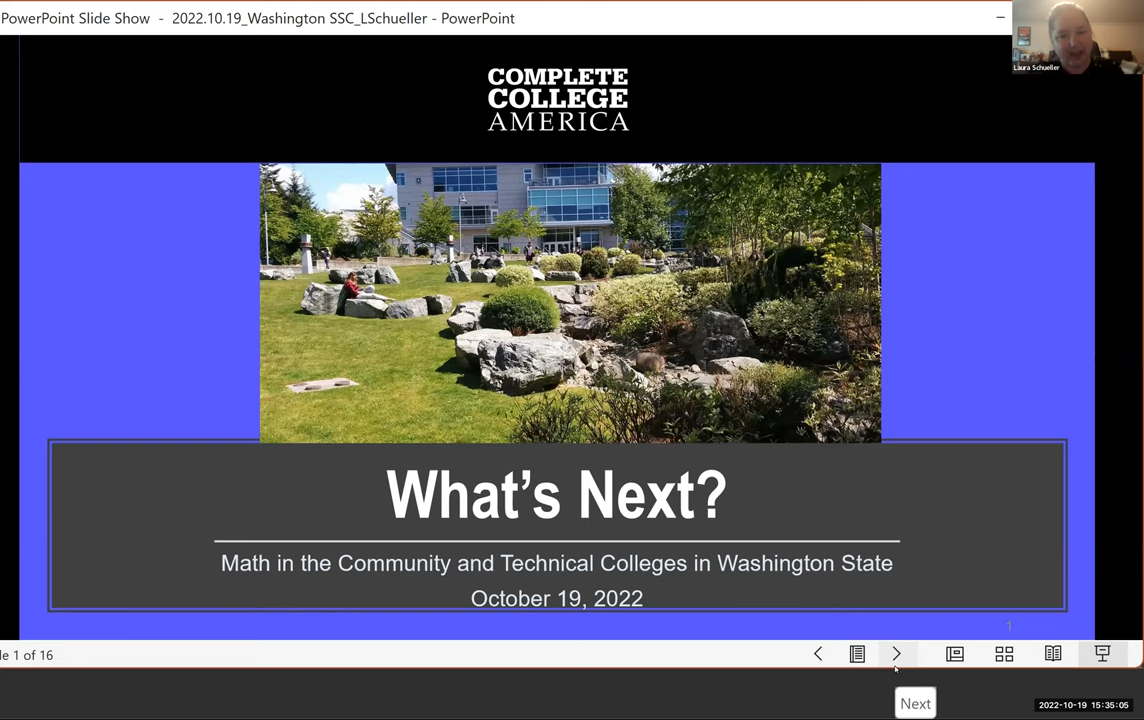 PowerPoint Slide Show - 2022.10.19_Washington SSC_LSchueller - PowerPoint
Laura Schueller
COMPLETE
COLLEGE
AMERICA
What's Next?
Math in the Community and Technical Colleges in Washington State
October 19, 2022
1
le 1 of 16
Next
2022-10-19 15:35:05